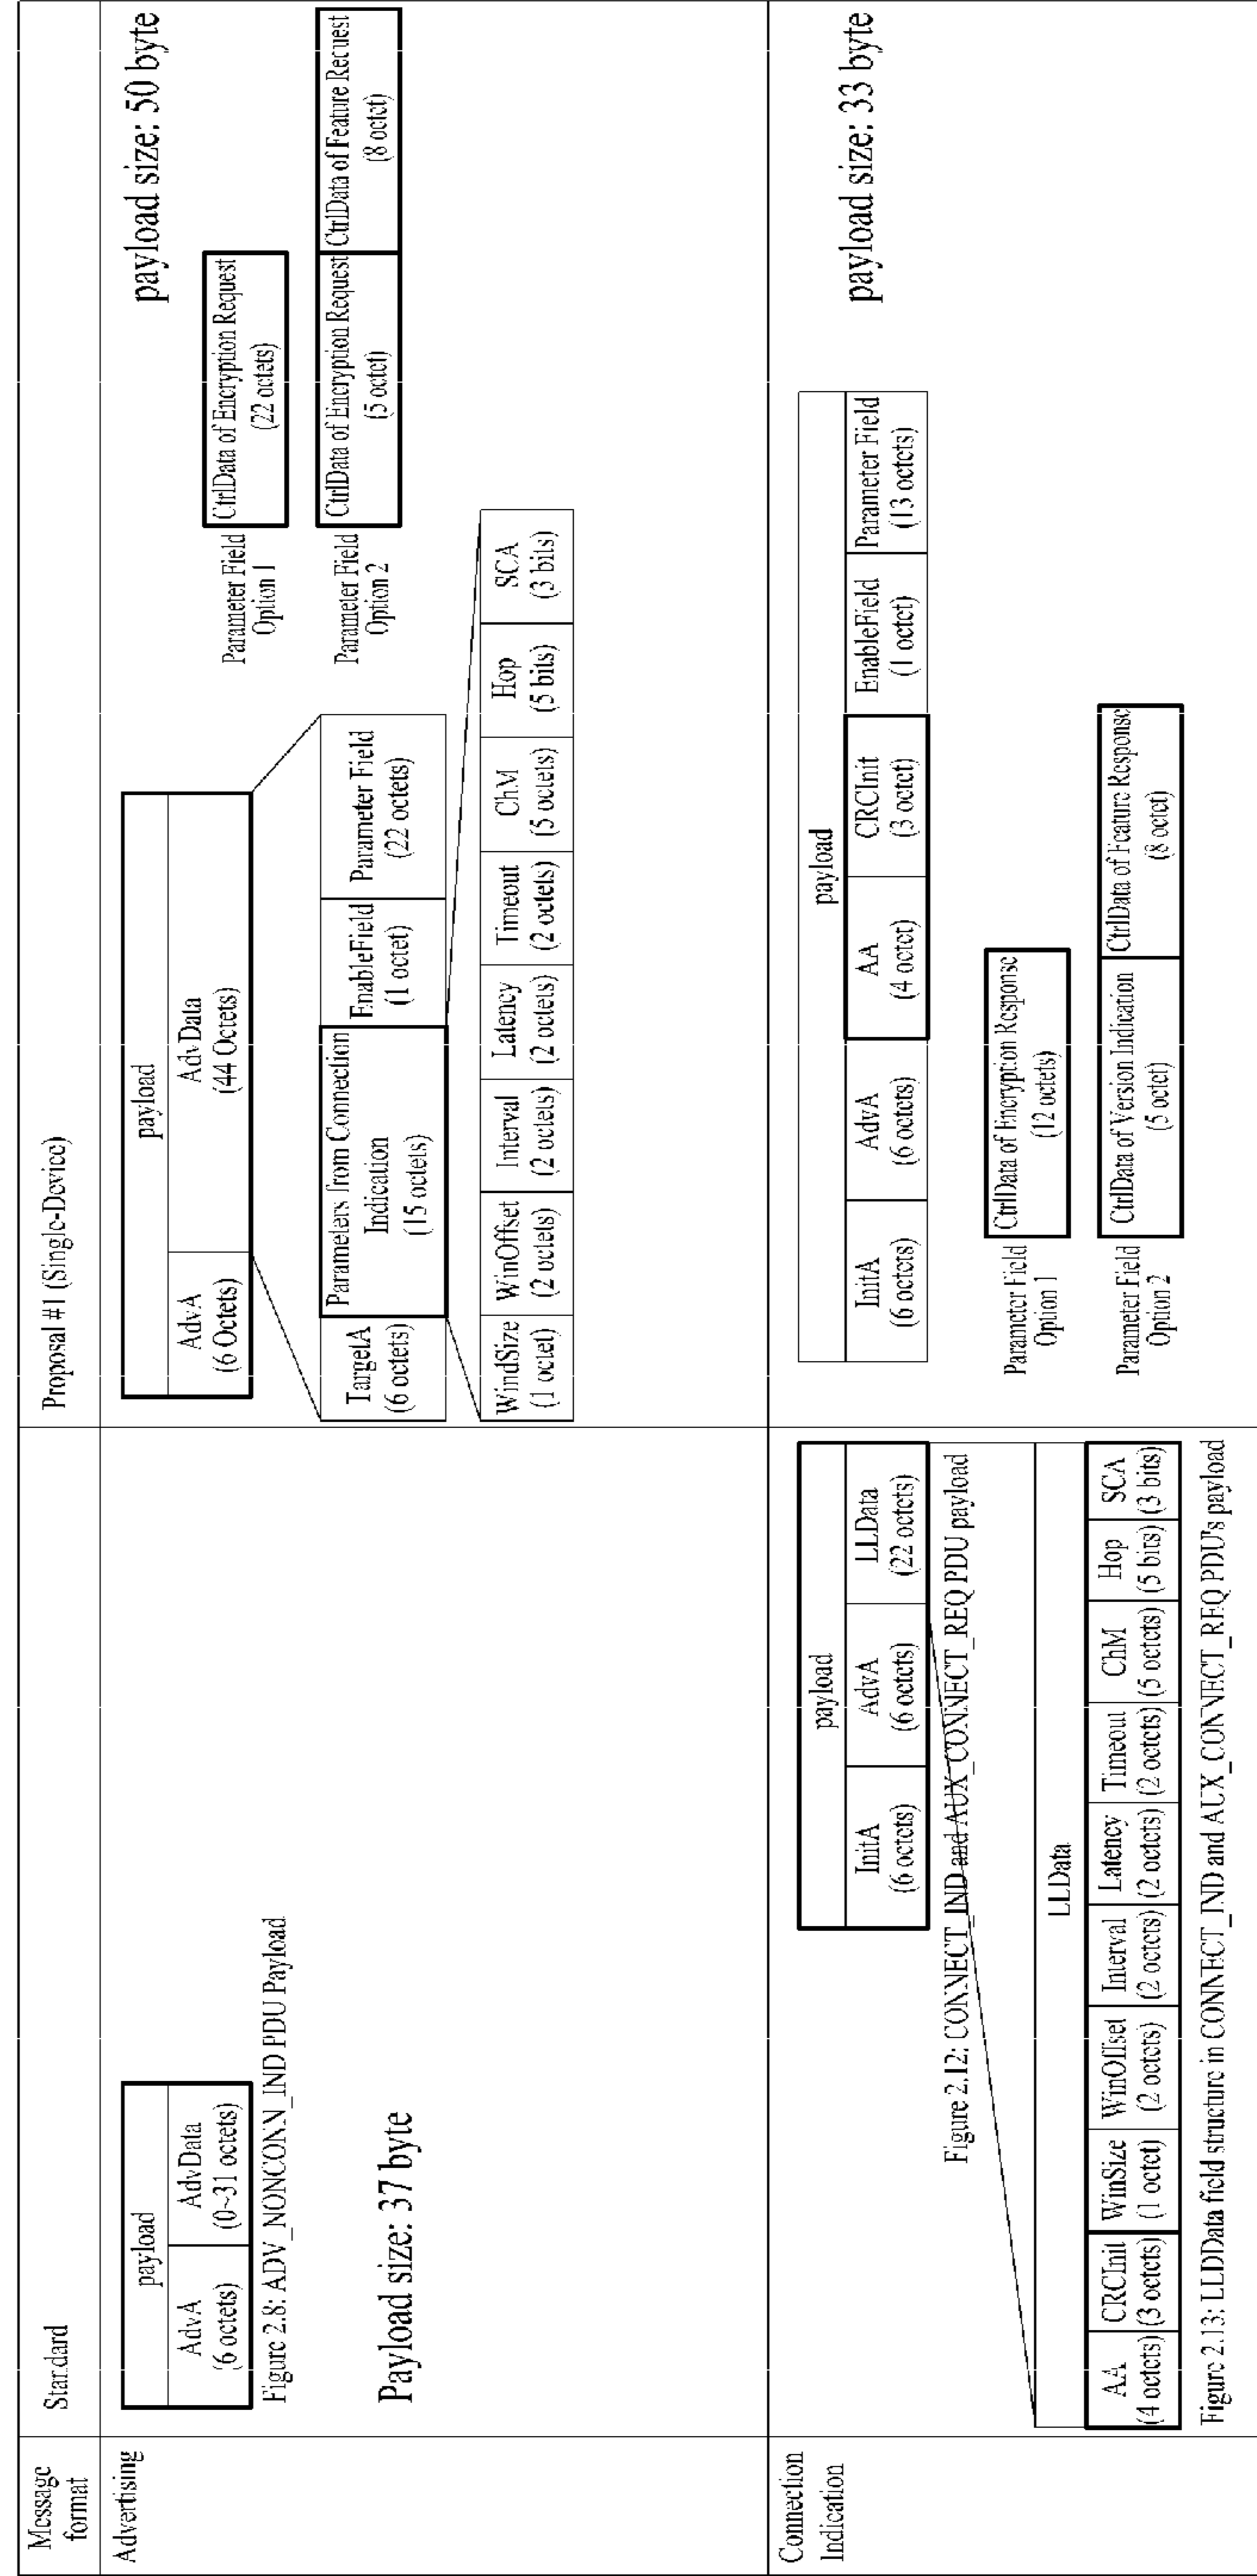 Message
format
Standard
Proposal #1 (Single-Device)
Advertising
payload
AdvA
(6 octets)
AdvData
(0~31 octets)
Figure 2.8: ADV_NONCONN_IND PDU Payload
Payload size: 37 byte
payload
AdvA
(6 Octets)
AdvData
(44 Octets)
TargetA
(6 octets)
Parameters from Connection
Indication
(15 octets)
EnableField
(1 octet)
Parameter Field
(22 octets)
WindSize
(1 octet)
WinOffset
(2 octets)
Interval
(2 octets)
Latency
(2 octets)
Timeout
(2 octets)
ChM
(5 octets)
Hop
(5 bits)
SCA
(3 bits)
payload size: 50 byte
Parameter Field
Option 1
CtrlData of Encryption Request
(22 octets)
Parameter Field
Option 2
CtrlData of Encryption Request
(5 octet)
CtrlData of Feature Request
(8 octet)
Connection
Indication
payload
InitA
(6 octets)
AdvA
(6 octets)
LLData
(22 octets)
Figure 2.12: CONNECT_IND and AUX_CONNECT_REQ PDU payload
LLData
AA
(4 octets)
CRCInit
(3 octets)
WinSize
(1 octet)
WinOffset
(2 octets)
Interval
(2 octets)
Latency
(2 octets)
Timeout
(2 octets)
ChM
(5 octets)
Hop
(5 bits)
SCA
(3 bits)
Figure 2.13: LLDData field structure in CONNECT_IND and AUX_CONNECT_REQ PDU's payload
payload
InitA
(6 octets)
AdvA
(6 octets)
AA
(4 octet)
CRCInit
(3 octet)
EnableField
(1 octet)
Parameter Field
(13 octets)
payload size: 33 byte
Parameter Field
Option 1
CtrlData of Encryption Response
(12 octets)
Parameter Field
Option 2
CtrlData of Version Indication
(5 octet)
CtrlData of Feature Response
(8 octet)